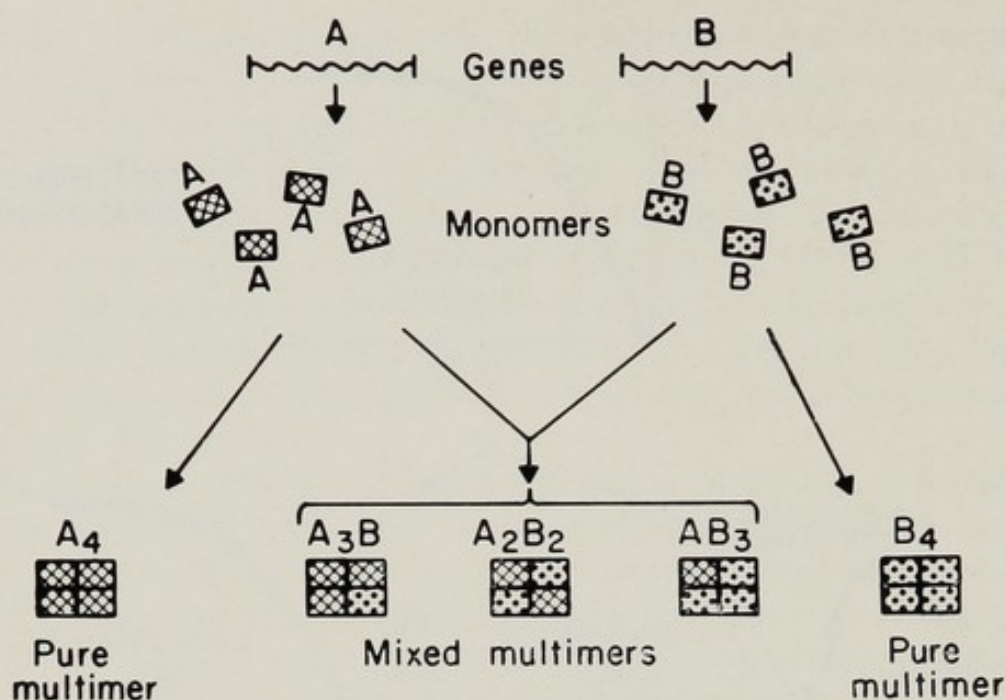 A B
Genes
A A A A
Monomers
B B B B
A₄ A₃B A₂B₂ AB₃ B₄
Pure multimer
Mixed multimers
Pure multimer